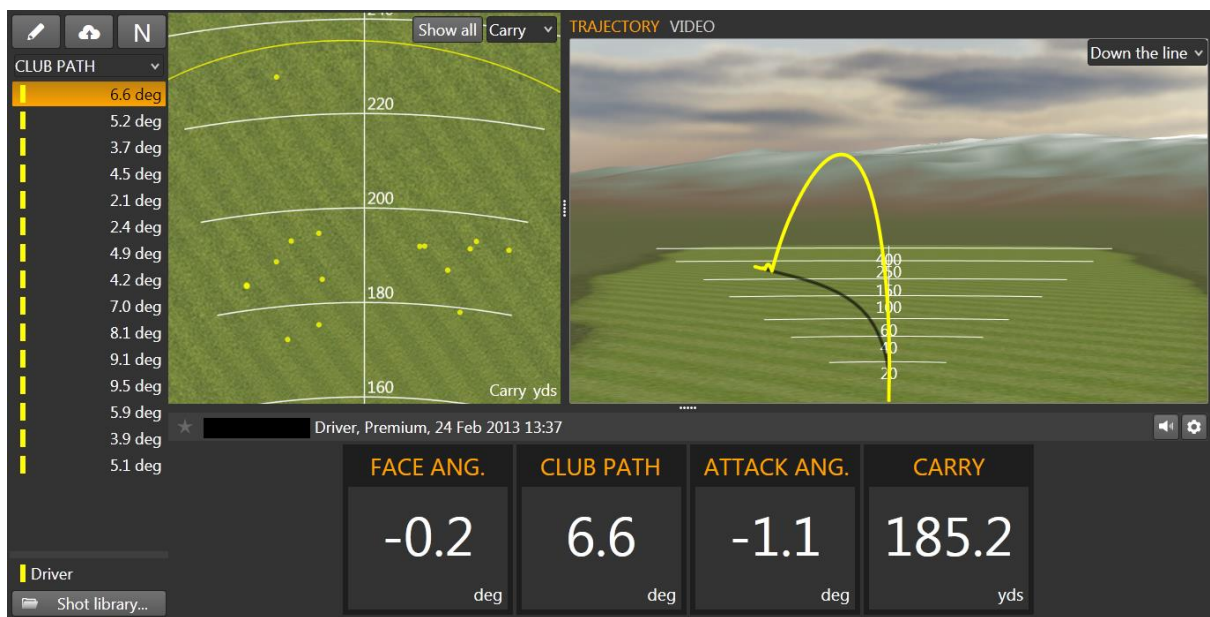 N
CLUB PATH
6.6 deg
5.2 deg
3.7 deg
4.5 deg
2.1 deg
2.4 deg
4.9 deg
4.2 deg
7.0 deg
8.1 deg
9.1 deg
9.5 deg
5.9 deg
3.9 deg
5.1 deg
Driver
Shot library...
240
Show all Carry
220
200
180
160
Carry yds
TRAJECTORY VIDEO
Down the line
400
250
150
100
60
40
20
Driver, Premium, 24 Feb 2013 13:37
FACE ANG. CLUB PATH ATTACK ANG. CARRY
-0.2 6.6 -1.1 185.2
deg deg deg yds